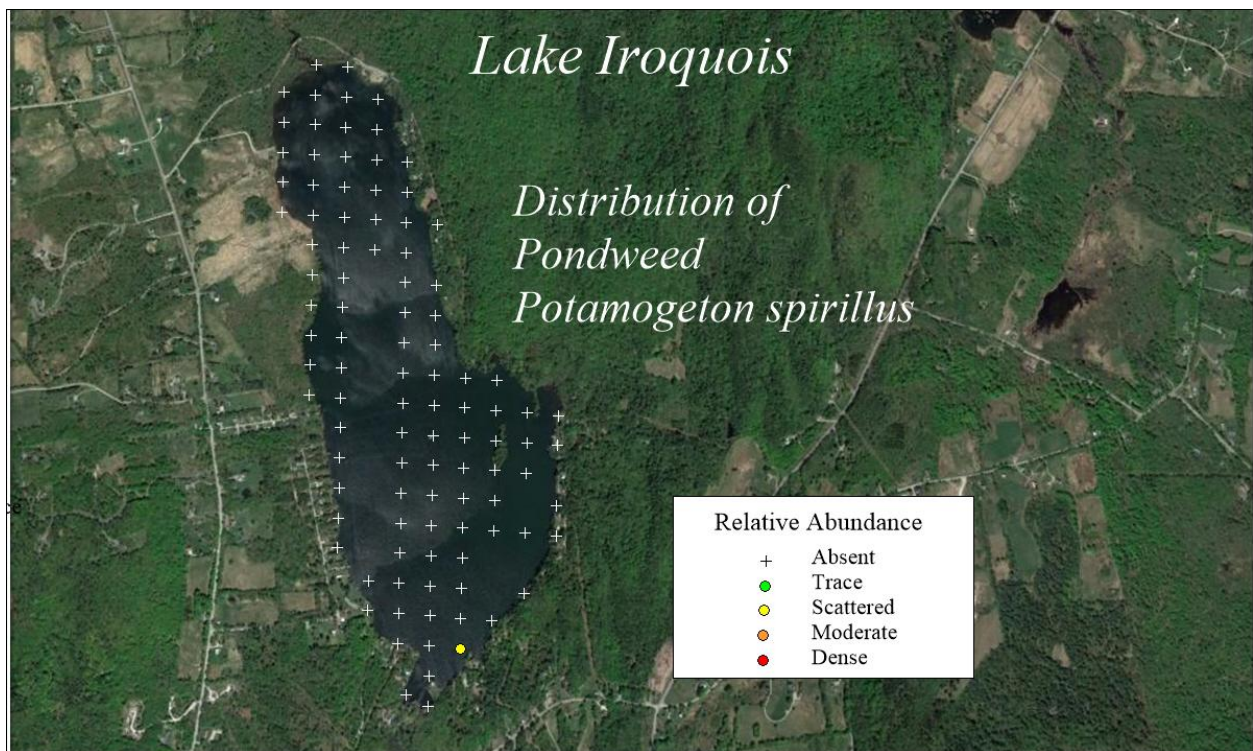 Lake Iroquois
Distribution of
Pondweed
Potamogeton spirillus
Relative Abundance
Absent
Trace
Scattered
Moderate
Dense